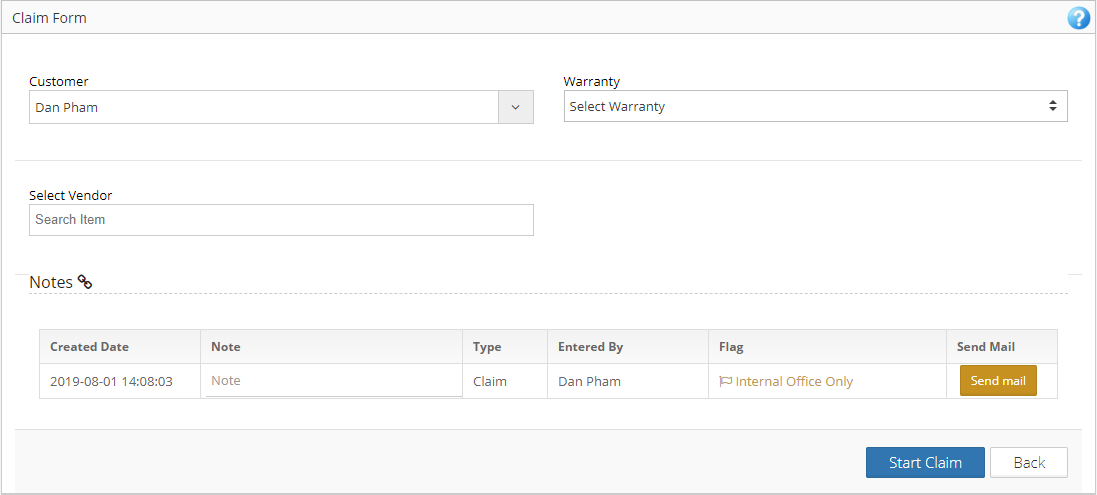 Claim Form ?
Customer Warranty
Dan Pham Select Warranty
Select Vendor
Search Item
Notes
Created Date Note Type Entered By Flag Send Mail
2019-08-01 14:08:03 Note Claim Dan Pham Internal Office Only Send mail
Start Claim Back